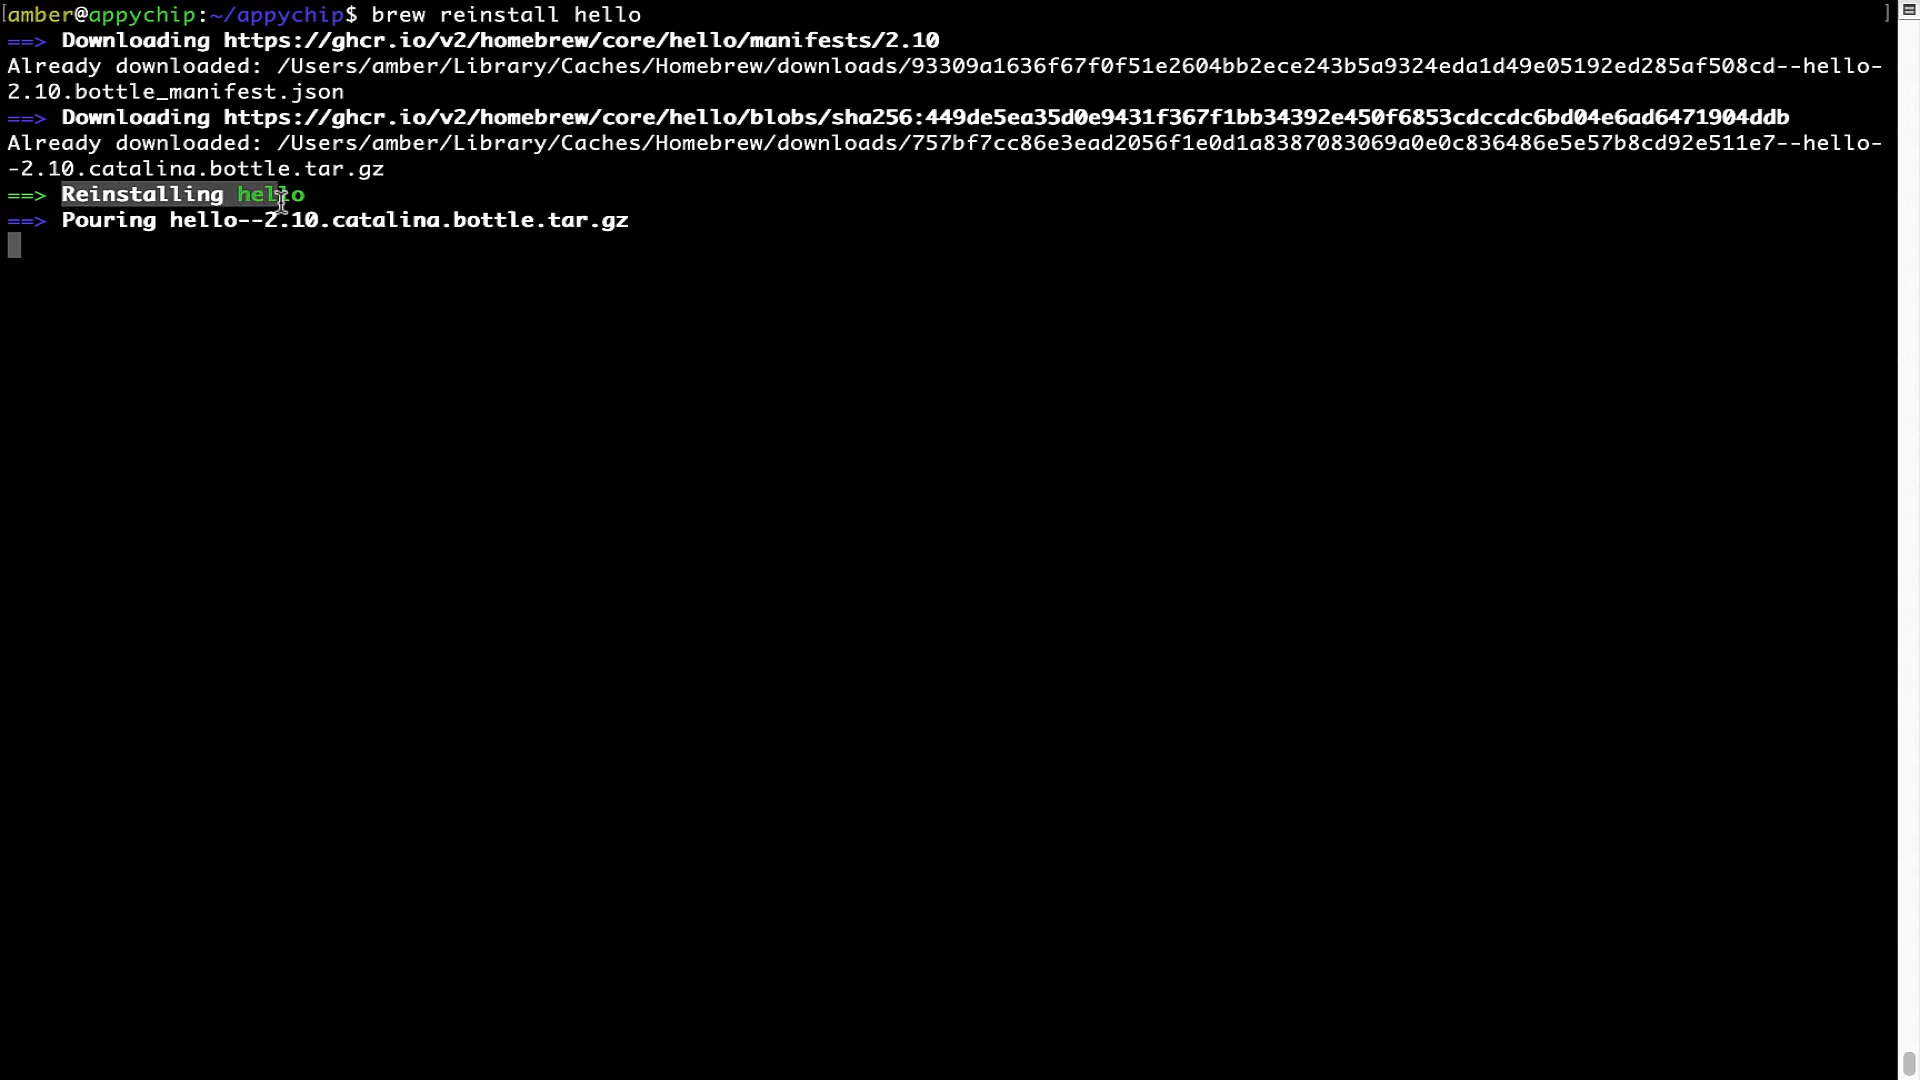 [amber@appychip:~/appychip$ brew reinstall hello ]
==> Downloading https://ghcr.io/v2/homebrew/core/hello/manifests/2.10
Already downloaded: /Users/amber/Library/Caches/Homebrew/downloads/93309a1636f67f0f51e2604bb2ece243b5a9324eda1d49e05192ed285af508cd--hello-
2.10.bottle_manifest.json
==> Downloading https://ghcr.io/v2/homebrew/core/hello/blobs/sha256:449de5ea35d0e9431f367f1bb34392e450f6853cdccdc6bd04e6ad6471904ddb
Already downloaded: /Users/amber/Library/Caches/Homebrew/downloads/757bf7cc86e3ead2056f1e0d1a8387083069a0e0c836486e5e57b8cd92e511e7--hello-
-2.10.catalina.bottle.tar.gz
==> Reinstalling hello
==> Pouring hello--2.10.catalina.bottle.tar.gz